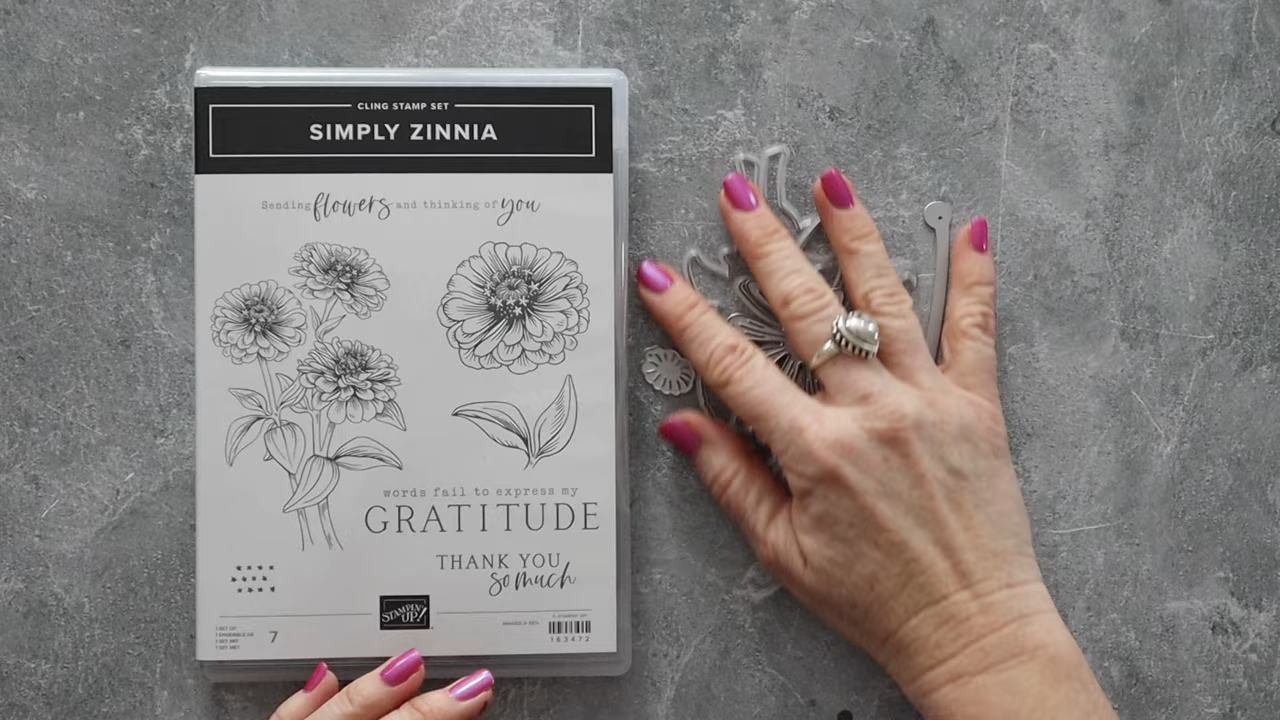 CLING STAMP SET
SIMPLY ZINNIA
Sending flowers and thinking of you
words fail to express my
GRATITUDE
THANK YOU
so much
STAMPIN' UP!
7
163472